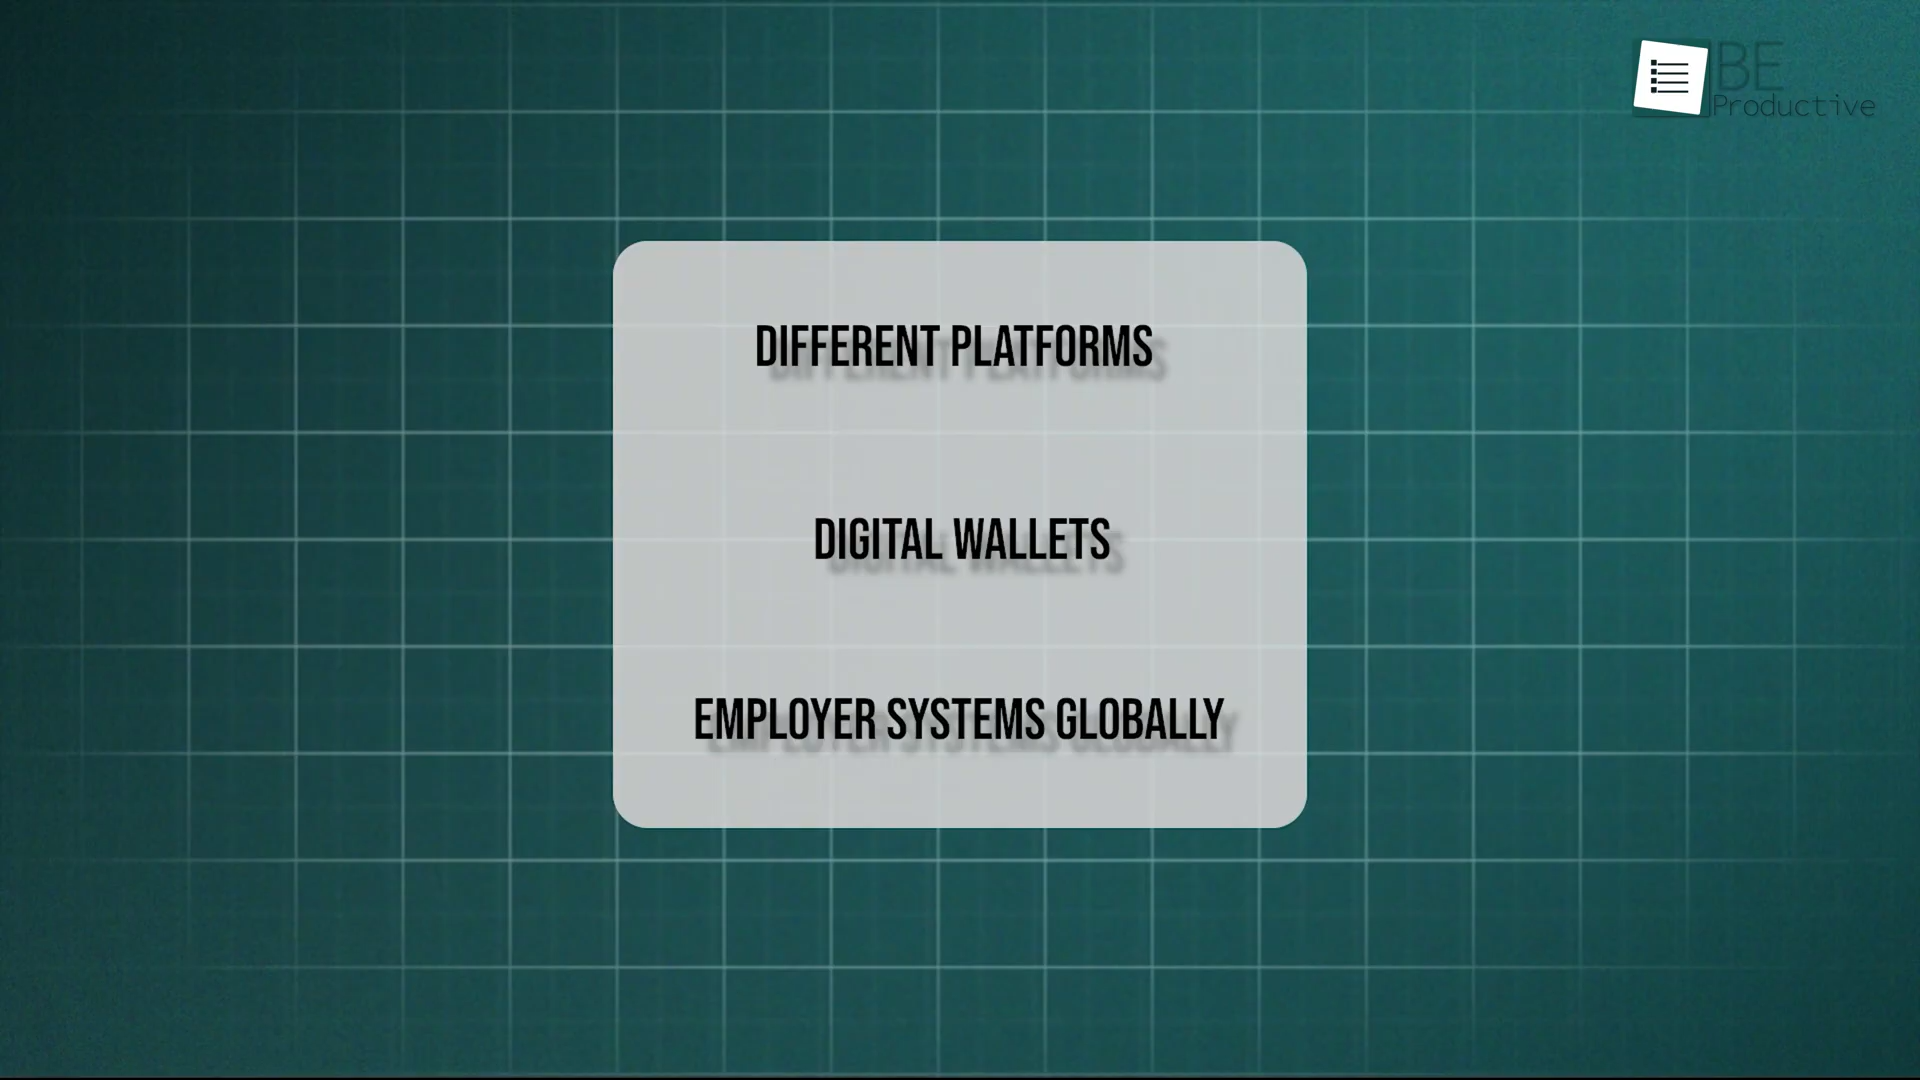 BE
Productive
DIFFERENT PLATFORMS
DIGITAL WALLETS
EMPLOYER SYSTEMS GLOBALLY